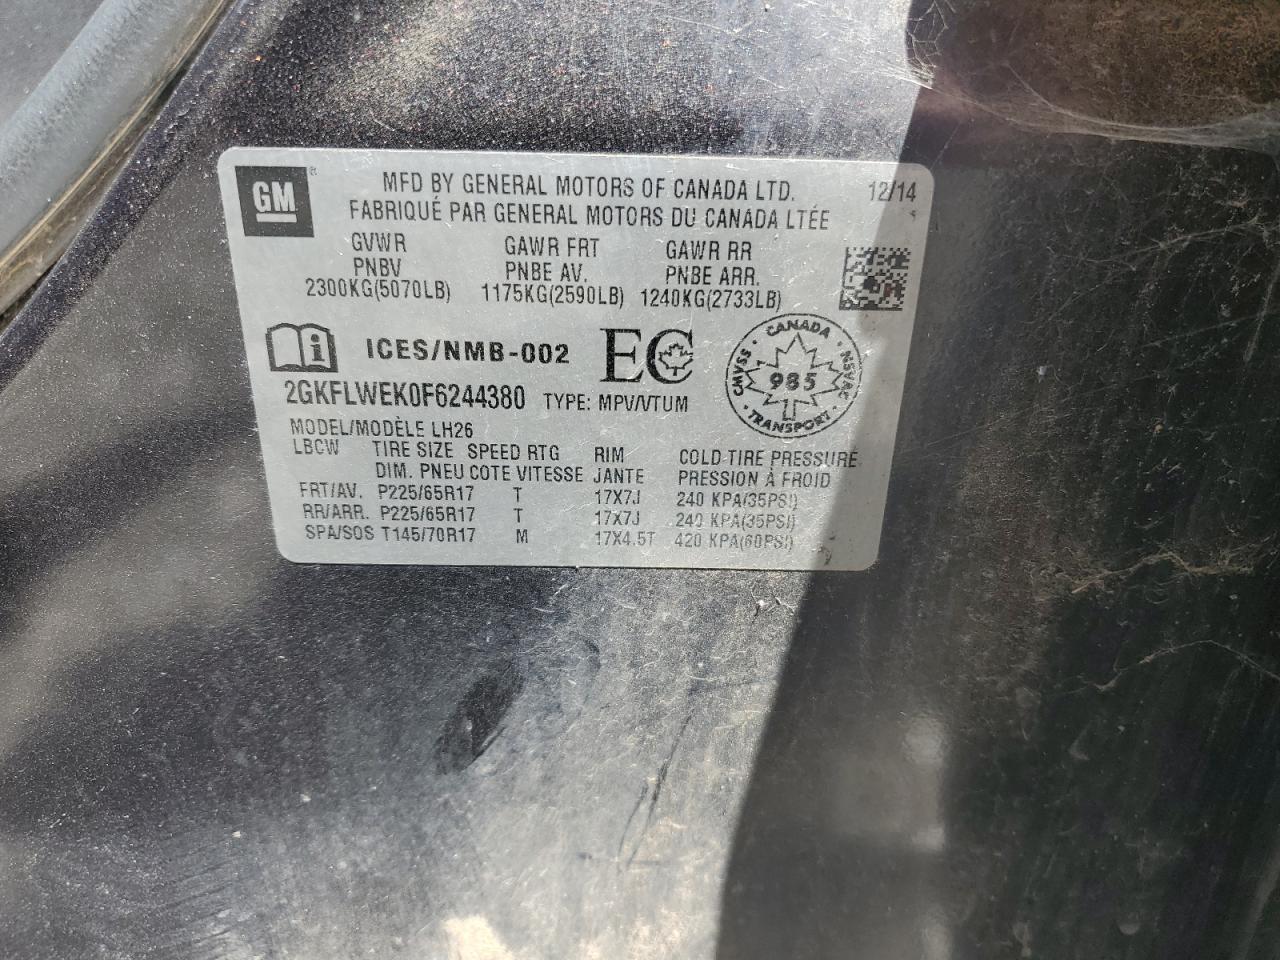 GM
MFD BY GENERAL MOTORS OF CANADA LTD. 12/14
FABRIQUÉ PAR GENERAL MOTORS DU CANADA LTÉE
GVWR GAWR FRT GAWR RR
PNBV PNBE AV. PNBE ARR.
2300KG(5070LB) 1175KG(2590LB) 1240KG(2733LB)
i ICES/NMB-002 EC
CANADA NSVAC TRANSPORT CMVSS 985
2GKFLWEK0F6244380 TYPE: MPV/VTUM
MODEL/MODÈLE LH26
LBCW TIRE SIZE SPEED RTG RIM COLD TIRE PRESSURE
DIM. PNEU COTE VITESSE JANTE PRESSION À FROID
FRT/AV. P225/65R17 T 17X7J 240 KPA(35PSI)
RR/ARR. P225/65R17 T 17X7J 240 KPA(35PSI)
SPA/SOS T145/70R17 M 17X4.5T 420 KPA(60PSI)